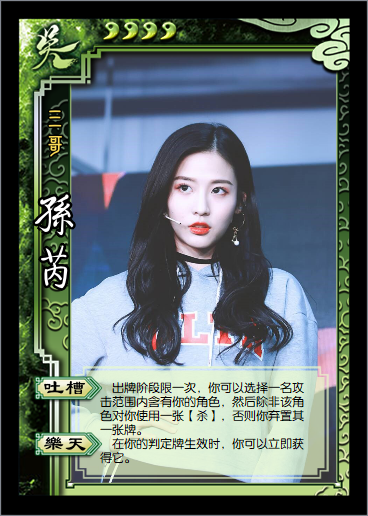 吴
三哥
孫芮
吐槽
出牌阶段限一次，你可以选择一名攻
击范围内含有你的角色，然后除非该角
色对你使用一张【杀】，否则你弃置其
一张牌。
樂天
在你的判定牌生效时，你可以立即获
得它。